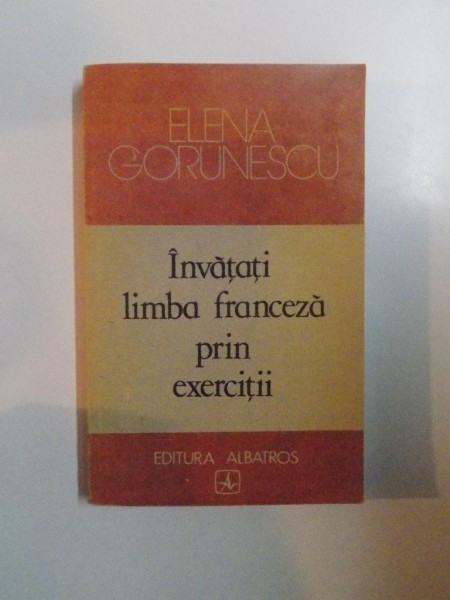 ELENA
GORUNESCU
Învățați
limba franceză
prin
exerciții
EDITURA ALBATROS